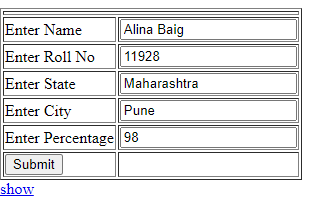 Enter Name Alina Baig
Enter Roll No 11928
Enter State Maharashtra
Enter City Pune
Enter Percentage 98
Submit
show